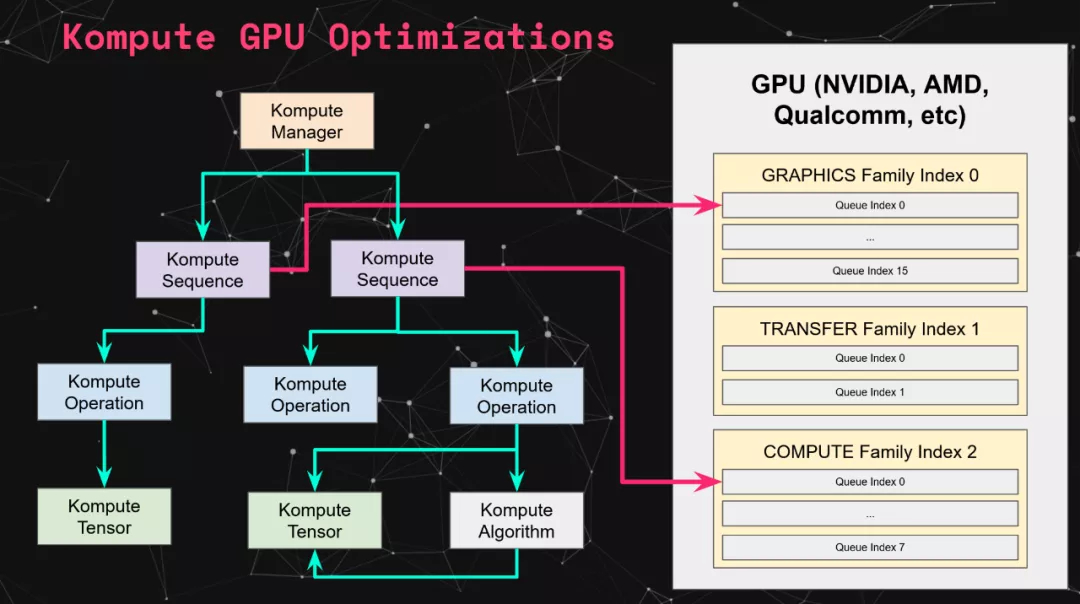 Kompute GPU Optimizations
Kompute
Manager
Kompute
Sequence
Kompute
Sequence
Kompute
Operation
Kompute
Operation
Kompute
Operation
Kompute
Tensor
Kompute
Tensor
Kompute
Algorithm
GPU (NVIDIA, AMD,
Qualcomm, etc)
GRAPHICS Family Index 0
Queue Index 0
...
Queue Index 15
TRANSFER Family Index 1
Queue Index 0
Queue Index 1
COMPUTE Family Index 2
Queue Index 0
...
Queue Index 7